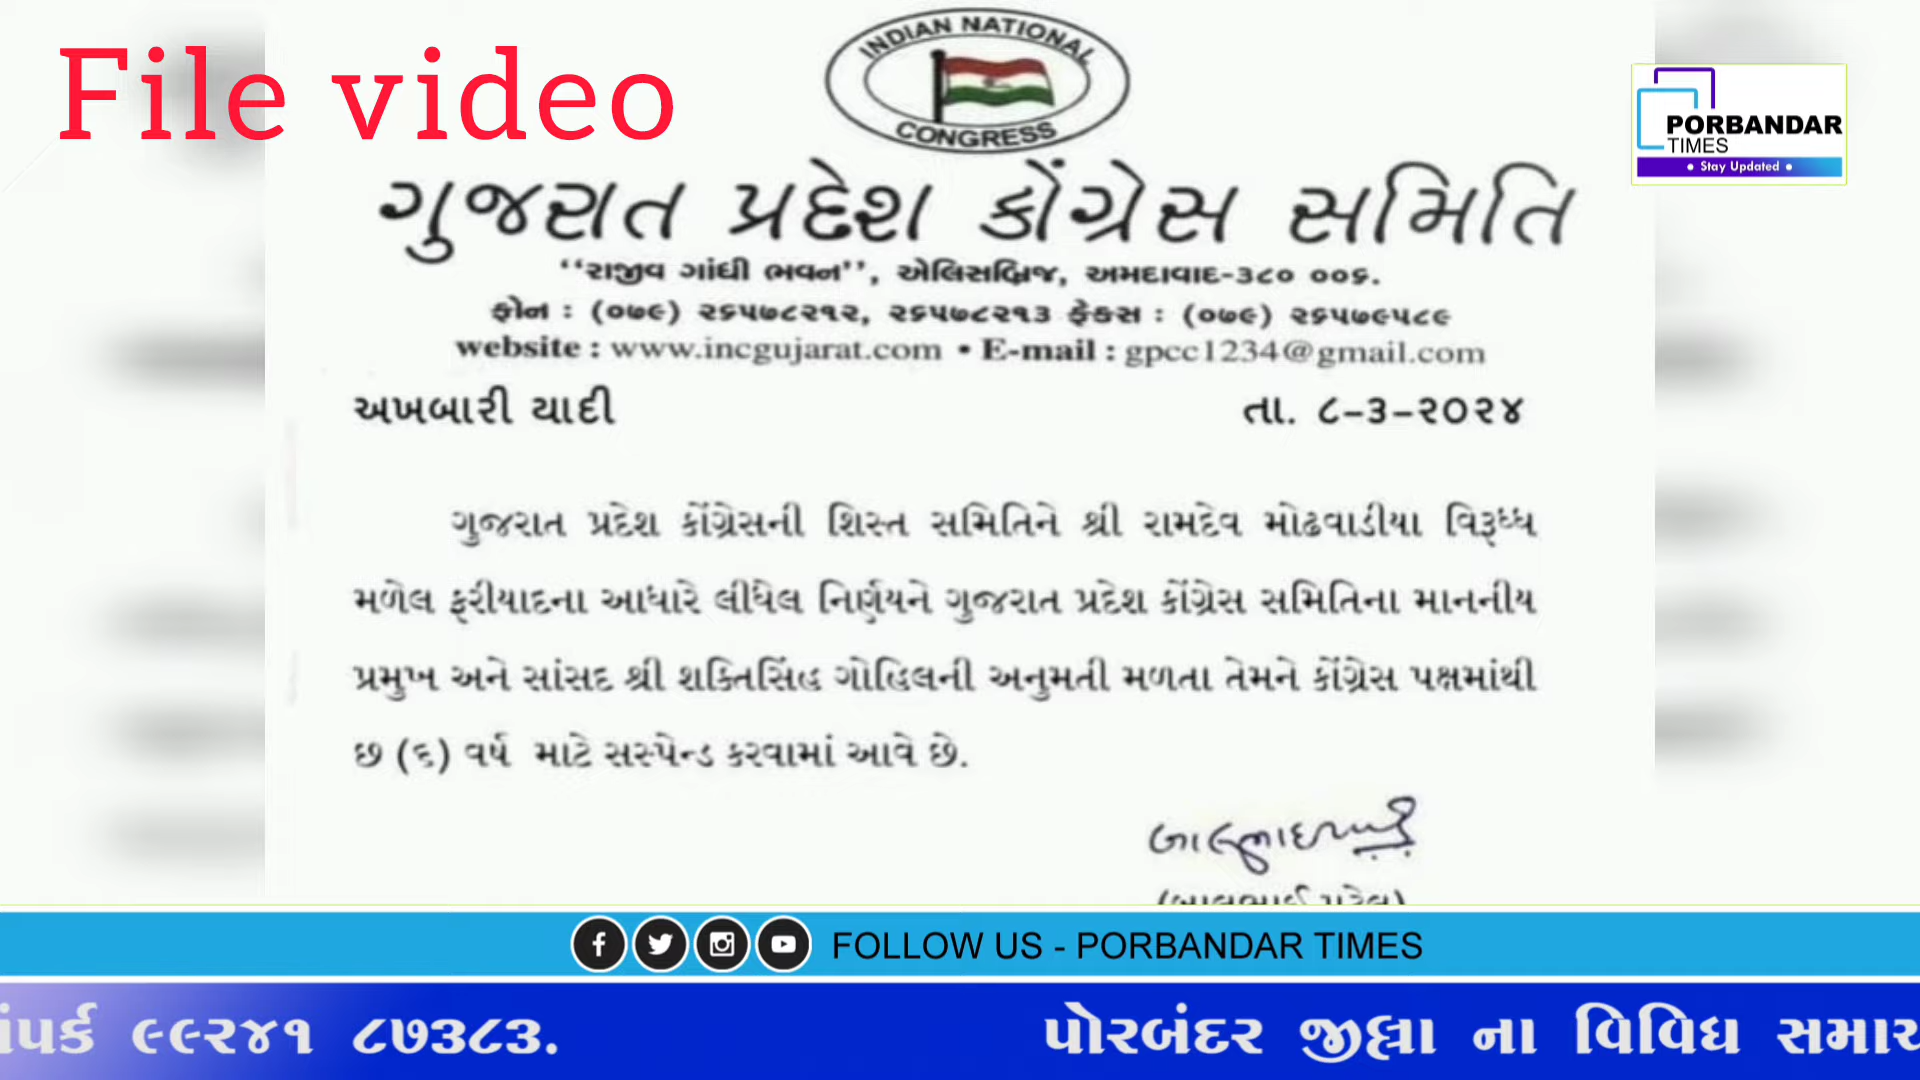 File video
INDIAN NATIONAL
CONGRESS
PORBANDAR
TIMES
• Stay Updated •
ગુજરાત પ્રદેશ કોંગ્રેસ સમિતિ
‘‘રાજીવ ગાંધી ભવન’’, એલિસબ્રિજ, અમદાવાદ-૩૮૦ ૦૦૬.
ફોન : (૦૭૯) ૨૬૫૭૮૨૧૨, ૨૬૫૭૮૨૧૩ ફેકસ : (૦૭૯) ૨૬૫૭૯૫૮૯
website : www.incgujarat.com • E-mail : gpcc1234@gmail.com
અખબારી યાદી તા. ૮-૩-૨૦૨૪
ગુજરાત પ્રદેશ કોંગ્રેસની શિસ્ત સમિતિને શ્રી રામદેવ મોઢવાડીયા વિરૂધ્ધ
મળેલ ફરીયાદના આધારે લીધેલ નિર્ણયને ગુજરાત પ્રદેશ કોંગ્રેસ સમિતિના માનનીય
પ્રમુખ અને સાંસદ શ્રી શક્તિસિંહ ગોહિલની અનુમતી મળતા તેમને કોંગ્રેસ પક્ષમાંથી
છ (૬) વર્ષ માટે સસ્પેન્ડ કરવામાં આવે છે.
FOLLOW US - PORBANDAR TIMES
૯૯૨૪૧ ૮૭૩૮૩. પોરબંદર જીલ્લા ના વિવિધ